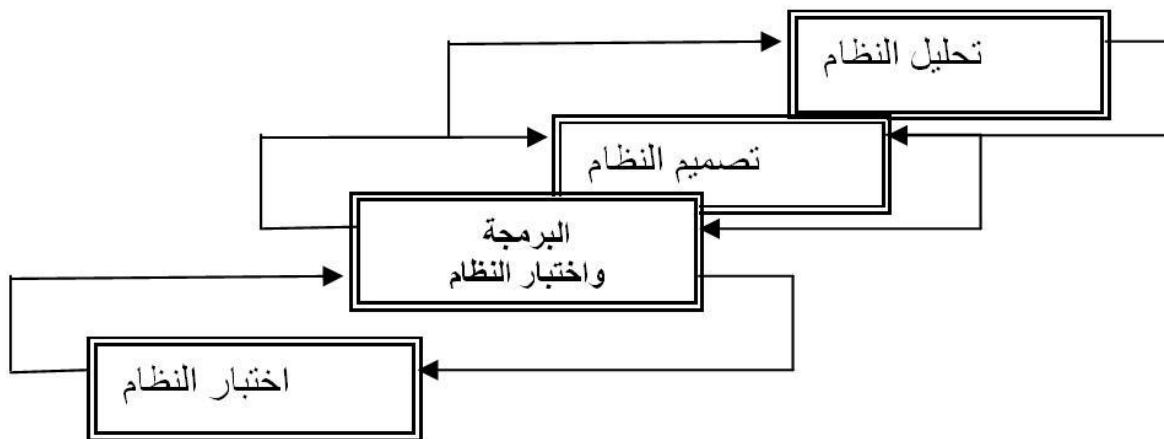 تحليل النظام
تصميم النظام
البرمجة
واختبار النظام
اختبار النظام